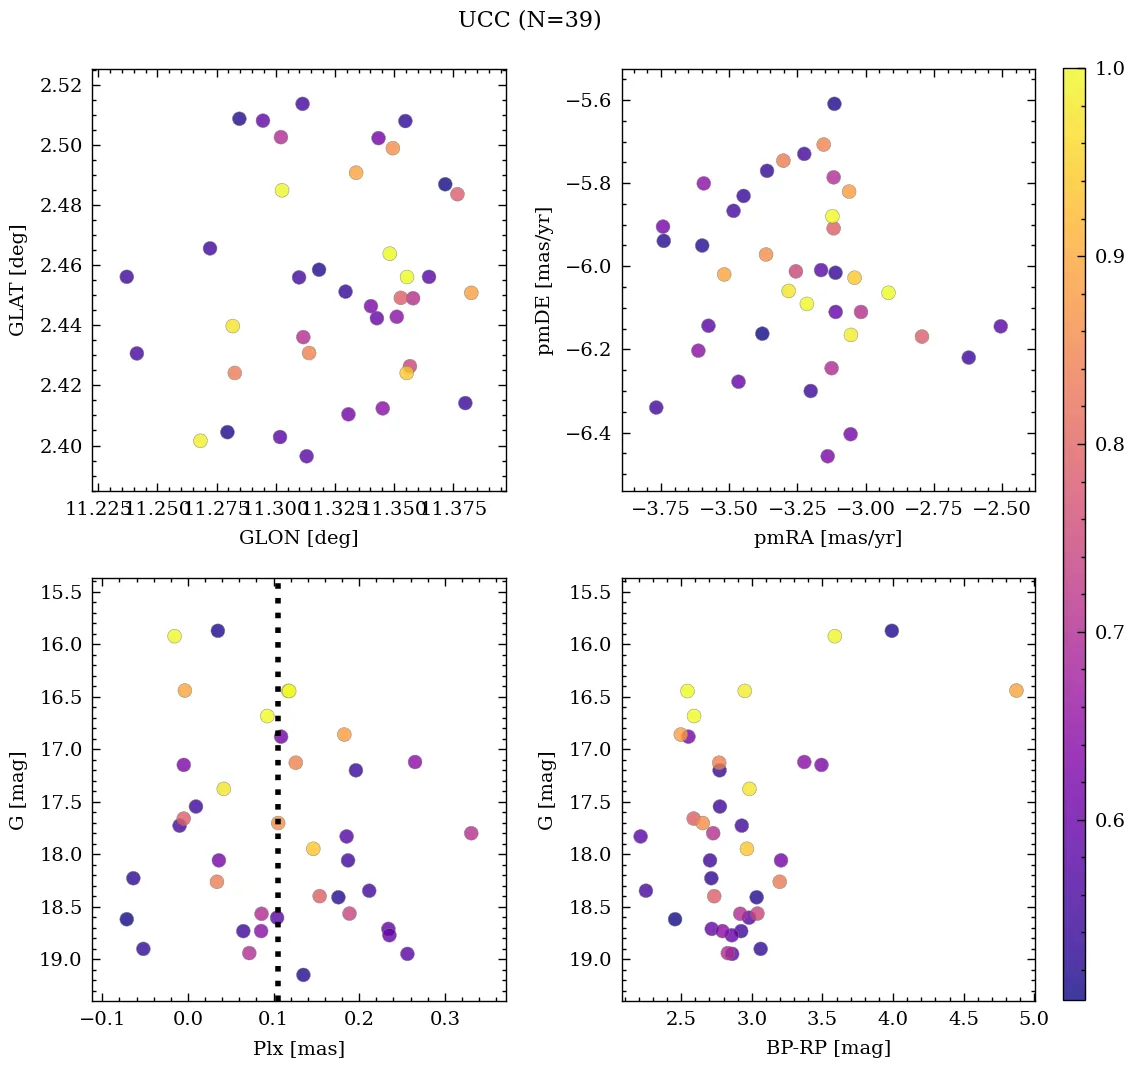 UCC (N=39)
2.52
2.50
2.48
2.46
2.44
2.42
2.40
GLAT [deg]
11.225 11.250 11.275 11.300 11.325 11.350 11.375
GLON [deg]
−5.6
−5.8
−6.0
−6.2
−6.4
pmDE [mas/yr]
−3.75 −3.50 −3.25 −3.00 −2.75 −2.50
pmRA [mas/yr]
15.5
16.0
16.5
17.0
17.5
18.0
18.5
19.0
G [mag]
−0.1 0.0 0.1 0.2 0.3
Plx [mas]
15.5
16.0
16.5
17.0
17.5
18.0
18.5
19.0
G [mag]
2.5 3.0 3.5 4.0 4.5 5.0
BP-RP [mag]
1.0
0.9
0.8
0.7
0.6